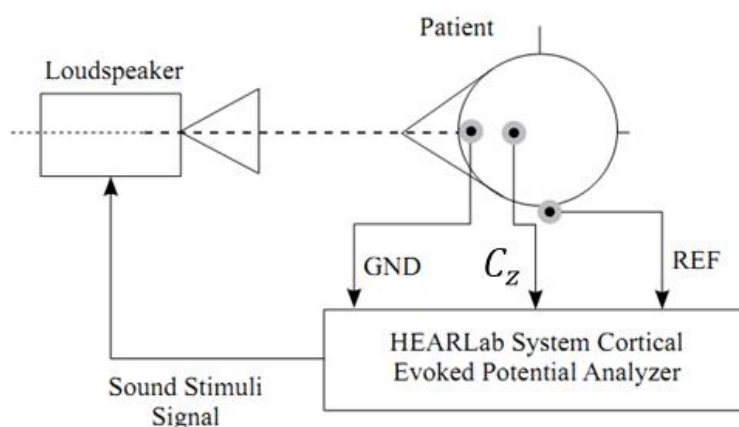 Patient
Loudspeaker
GND
C_z
REF
HEARLab System Cortical
Evoked Potential Analyzer
Sound Stimuli
Signal